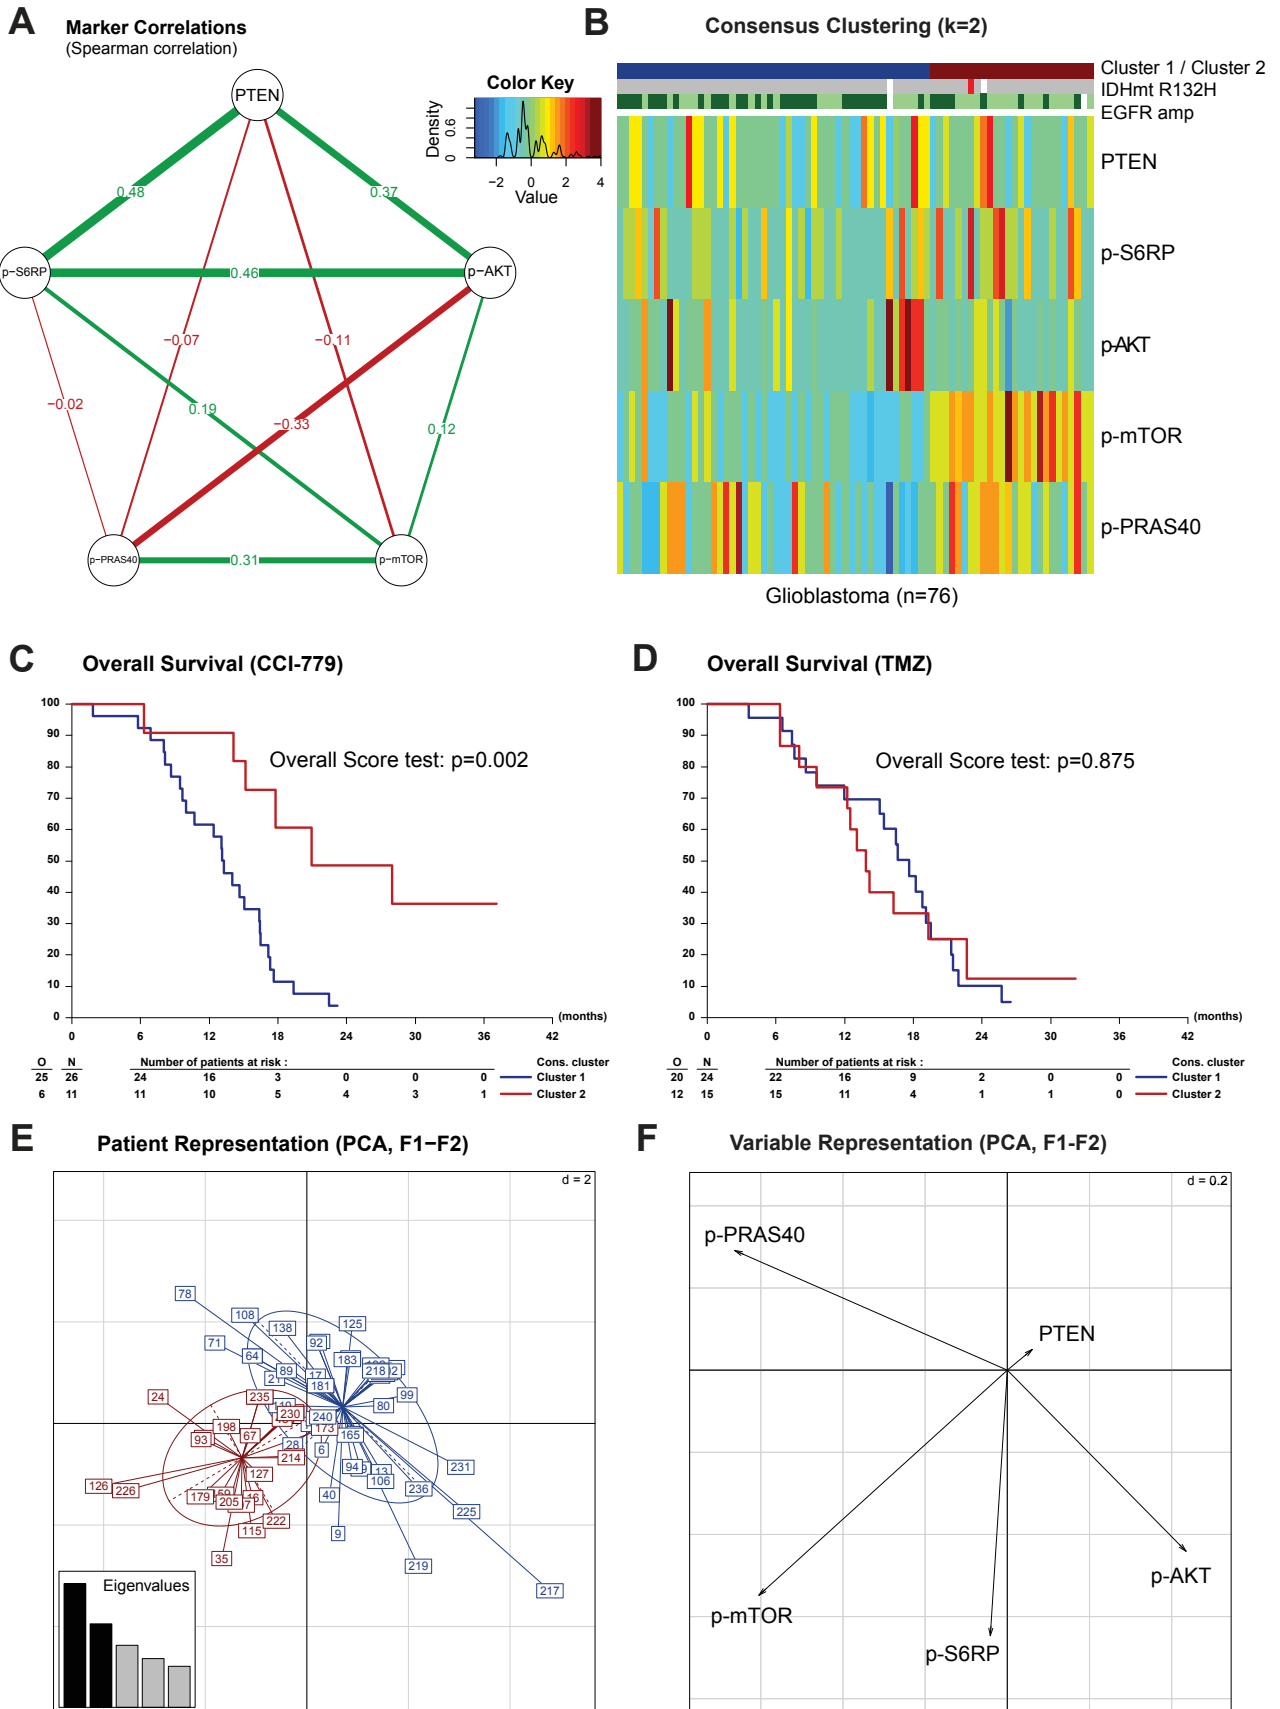 A
Marker Correlations
(Spearman correlation)
PTEN
p−S6RP
p−AKT
p−PRAS40
p−mTOR
0.48
0.37
0.46
−0.07
−0.11
−0.02
0.19
−0.33
0.12
0.31
Color Key
Density
0 0.6
−2 0 2 4
Value
B
Consensus Clustering (k=2)
Cluster 1 / Cluster 2
IDHmt R132H
EGFR amp
PTEN
p-S6RP
p-AKT
p-mTOR
p-PRAS40
Glioblastoma (n=76)
C
Overall Survival (CCI-779)
100
90
80
70
60
50
40
30
20
10
0
Overall Score test: p=0.002
(months)
0 6 12 18 24 30 36 42
O N Number of patients at risk : Cons. cluster
25 26 24 16 3 0 0 0 Cluster 1
6 11 11 10 5 4 3 1 Cluster 2
D
Overall Survival (TMZ)
100
90
80
70
60
50
40
30
20
10
0
Overall Score test: p=0.875
(months)
0 6 12 18 24 30 36 42
O N Number of patients at risk : Cons. cluster
20 24 22 16 9 2 0 0 Cluster 1
12 15 15 11 4 1 1 0 Cluster 2
E
Patient Representation (PCA, F1−F2)
d = 2
78
108
138
125
71
92
64
183
89
218
17
181
99
80
24
235
230
240
198
67
173
165
93
28
6
214
94
13
231
127
106
126
226
236
40
179
205
225
222
115
9
35
219
217
Eigenvalues
F
Variable Representation (PCA, F1-F2)
d = 0.2
p-PRAS40
PTEN
p-AKT
p-mTOR
p-S6RP